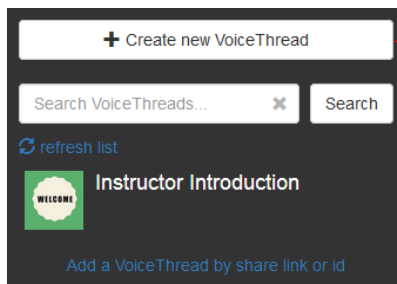 Create new VoiceThread
Search VoiceThreads...
Search
refresh list
WELCOME
Instructor Introduction
Add a VoiceThread by share link or id